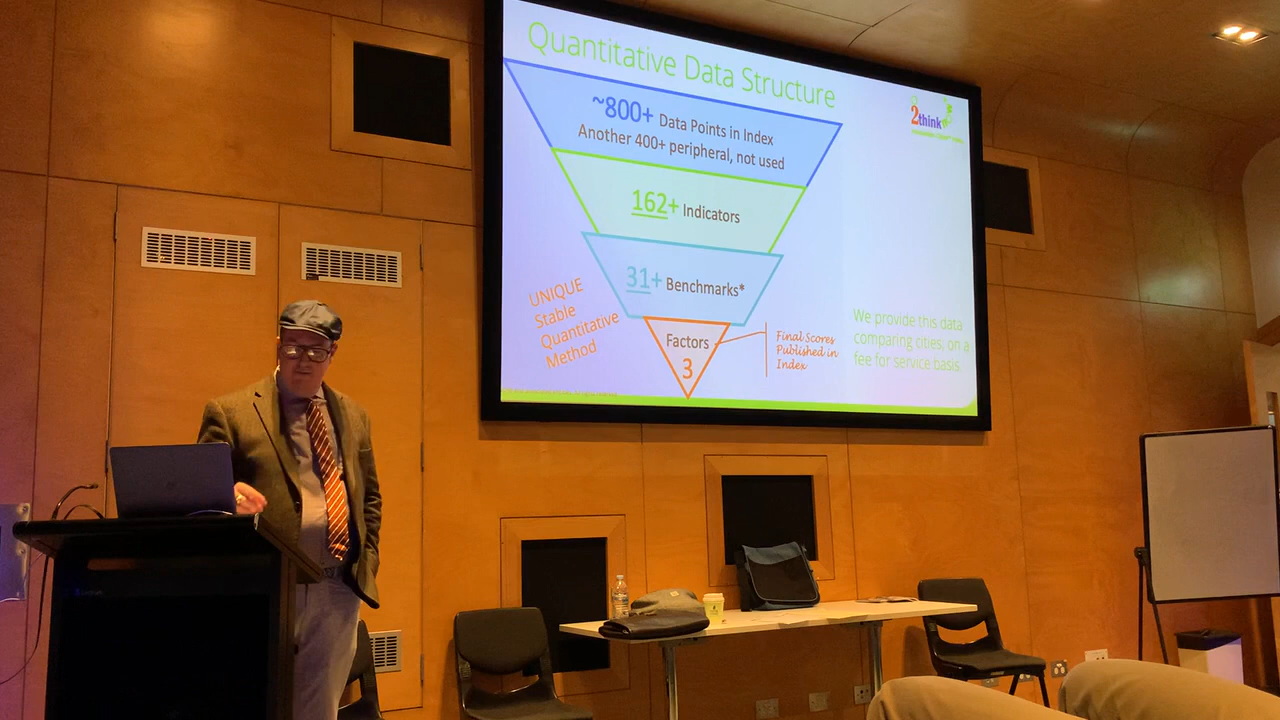 Quantitative Data Structure
~800+ Data Points in Index
Another 400+ peripheral, not used
162+ Indicators
31+ Benchmarks*
Factors
3
UNIQUE
Stable
Quantitative
Method
Final Scores
Published in
Index
We provide this data
comparing cities, on a
fee for service basis.
2think